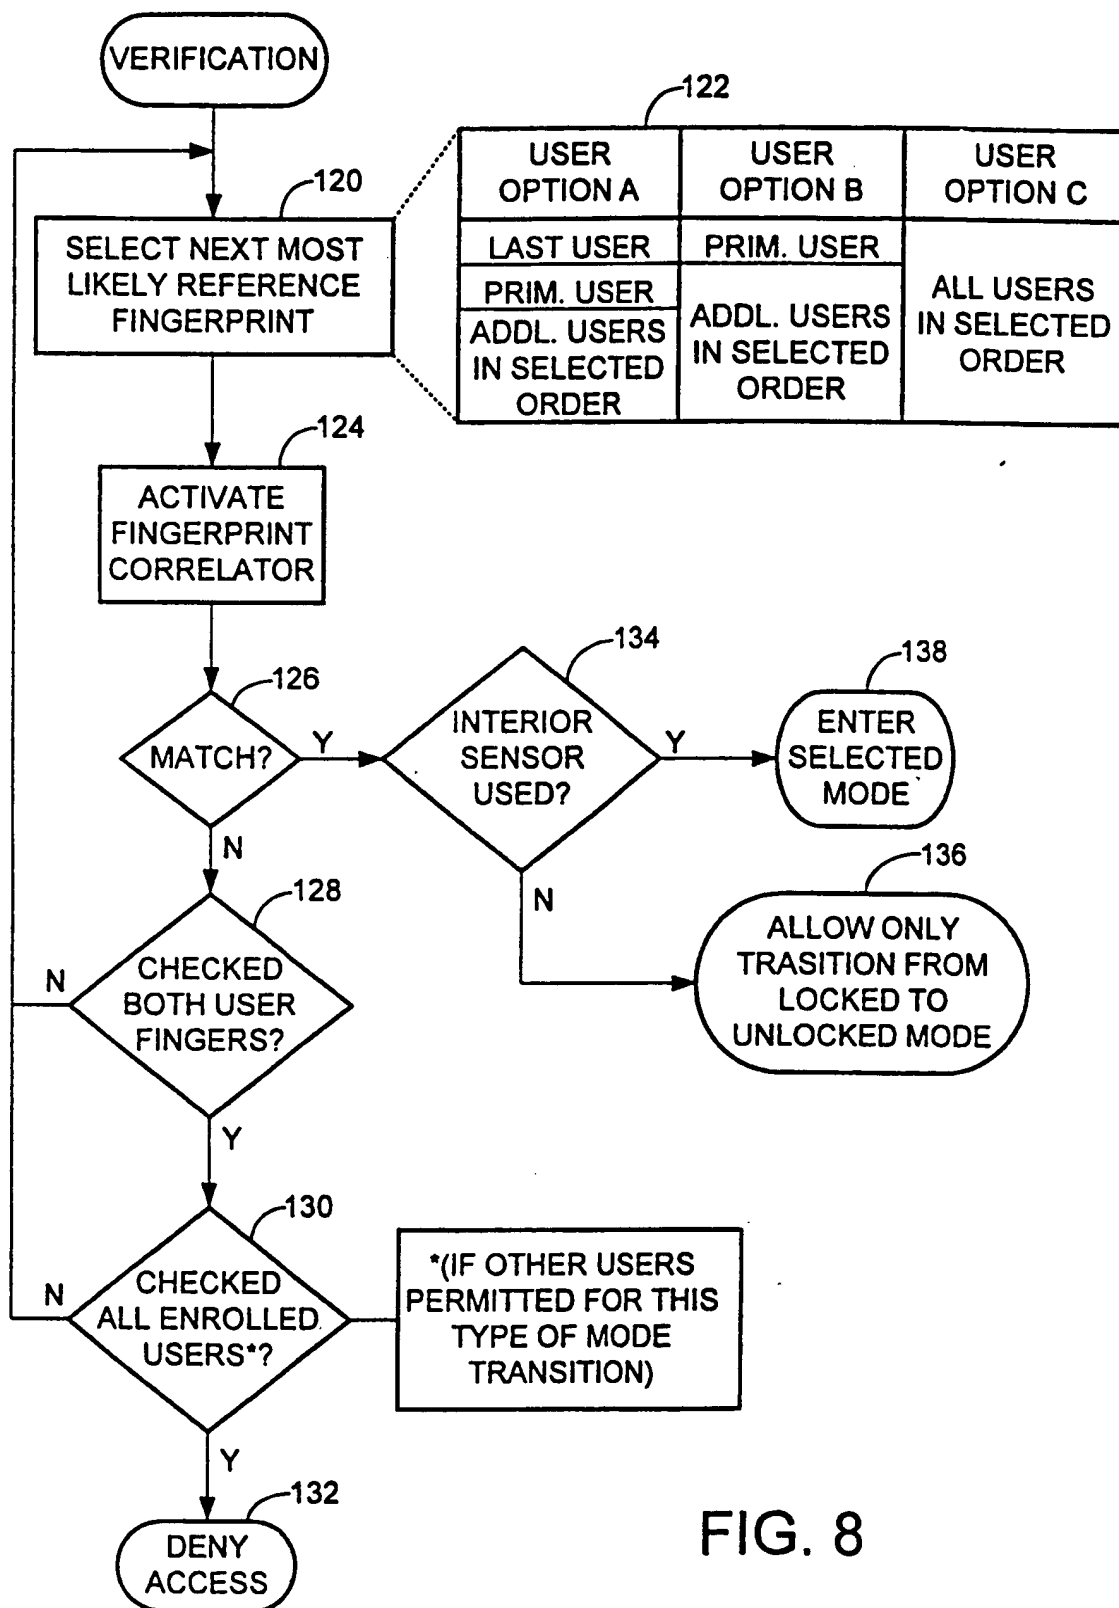 VERIFICATION
122
120
SELECT NEXT MOST
LIKELY REFERENCE
FINGERPRINT
USER
OPTION A
USER
OPTION B
USER
OPTION C
LAST USER
PRIM. USER
ADDL. USERS
IN SELECTED
ORDER
PRIM. USER
ADDL. USERS
IN SELECTED
ORDER
ALL USERS
IN SELECTED
ORDER
124
ACTIVATE
FINGERPRINT
CORRELATOR
126
MATCH?
Y
N
134
INTERIOR
SENSOR
USED?
Y
N
138
ENTER
SELECTED
MODE
136
ALLOW ONLY
TRASITION FROM
LOCKED TO
UNLOCKED MODE
128
CHECKED
BOTH USER
FINGERS?
N
Y
130
CHECKED
ALL ENROLLED
USERS*?
N
Y
*(IF OTHER USERS
PERMITTED FOR THIS
TYPE OF MODE
TRANSITION)
132
DENY
ACCESS
FIG. 8